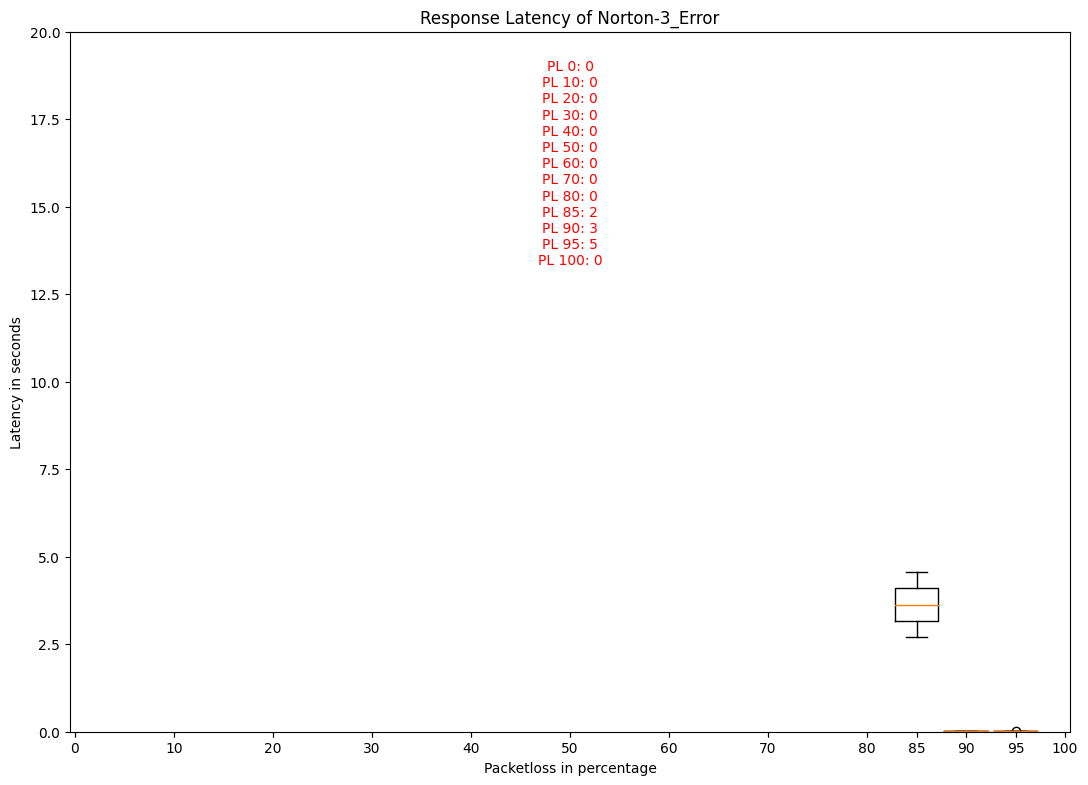 Response Latency of Norton-3_Error
20.0
17.5
15.0
12.5
10.0
7.5
5.0
2.5
0.0
Latency in seconds
PL 0: 0
PL 10: 0
PL 20: 0
PL 30: 0
PL 40: 0
PL 50: 0
PL 60: 0
PL 70: 0
PL 80: 0
PL 85: 2
PL 90: 3
PL 95: 5
PL 100: 0
0 10 20 30 40 50 60 70 80 85 90 95 100
Packetloss in percentage